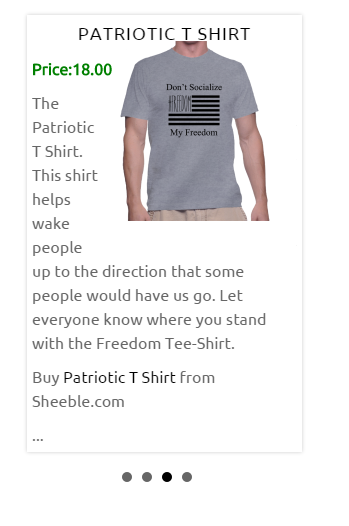 PATRIOTIC T SHIRT
Price:18.00
The
Patriotic
T Shirt.
This shirt
helps
wake
people
up to the direction that some
people would have us go. Let
everyone know where you stand
with the Freedom Tee-Shirt.
Buy Patriotic T Shirt from
Sheeble.com
...
Don't Socialize
#FREEDOM
My Freedom